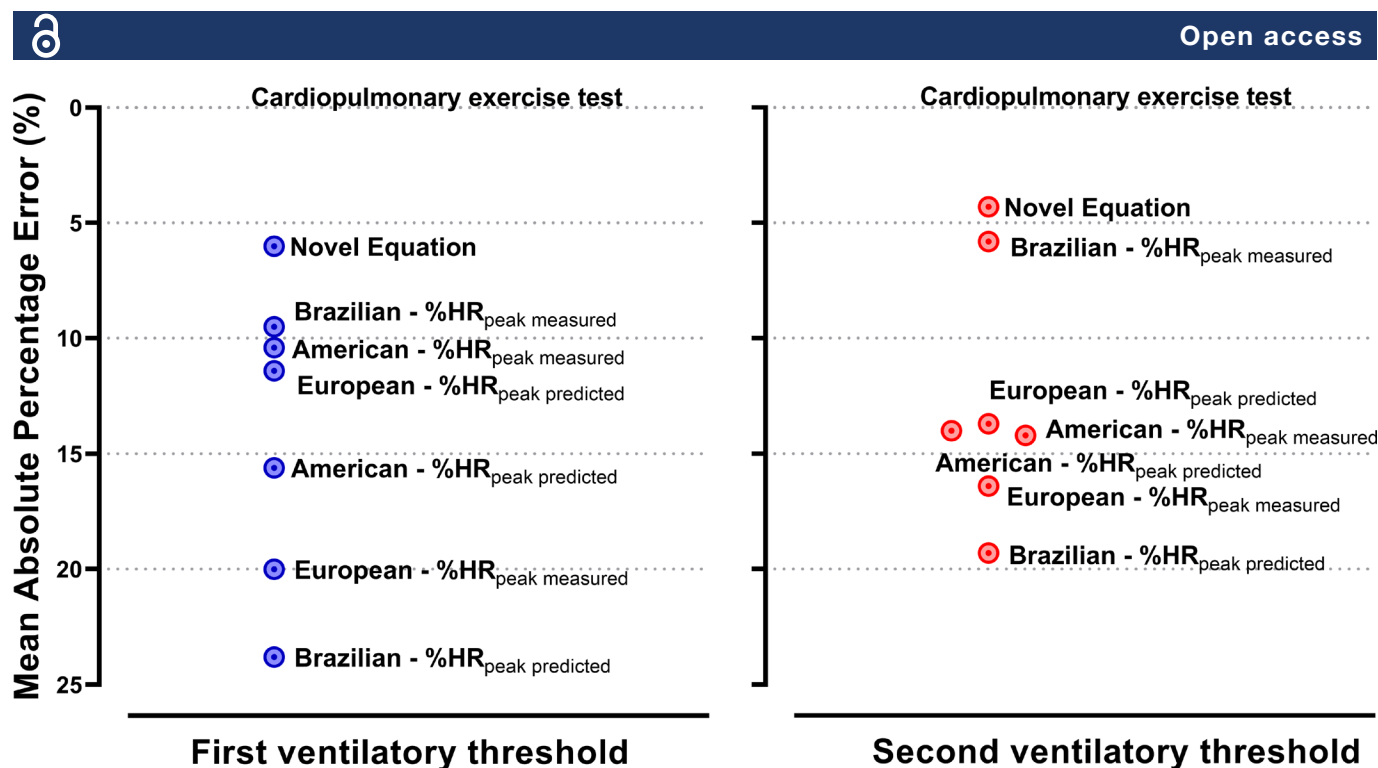 Open access
Mean Absolute Percentage Error (%)
0
5
10
15
20
25
Cardiopulmonary exercise test
Novel Equation
Brazilian - %HRpeak measured
American - %HRpeak measured
European - %HRpeak predicted
American - %HRpeak predicted
European - %HRpeak measured
Brazilian - %HRpeak predicted
First ventilatory threshold
Cardiopulmonary exercise test
Novel Equation
Brazilian - %HRpeak measured
European - %HRpeak predicted
American - %HRpeak measured
American - %HRpeak predicted
European - %HRpeak measured
Brazilian - %HRpeak predicted
Second ventilatory threshold